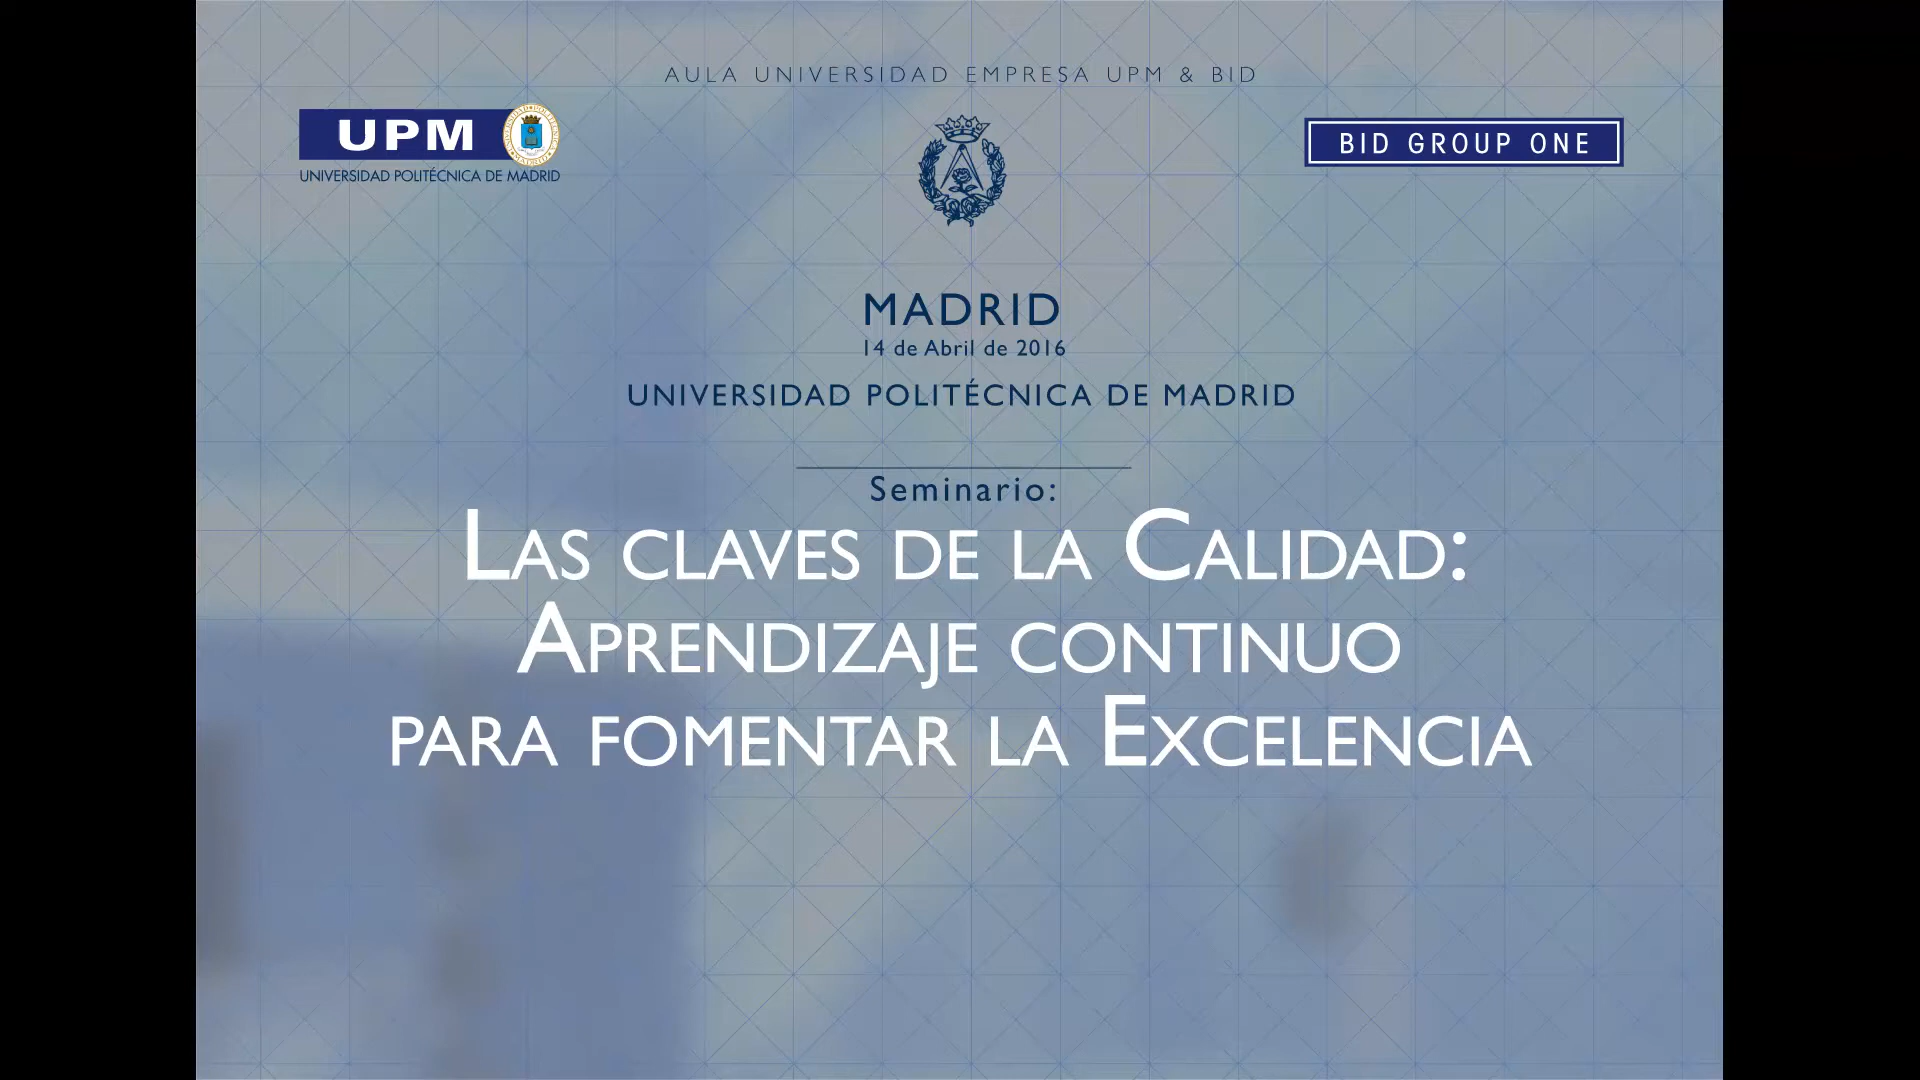 AULA UNIVERSIDAD EMPRESA UPM & BID
UPM
UNIVERSIDAD POLITÉCNICA DE MADRID
BID GROUP ONE
MADRID
14 de Abril de 2016
UNIVERSIDAD POLITÉCNICA DE MADRID
Seminario:
LAS CLAVES DE LA CALIDAD:
APRENDIZAJE CONTINUO
PARA FOMENTAR LA EXCELENCIA